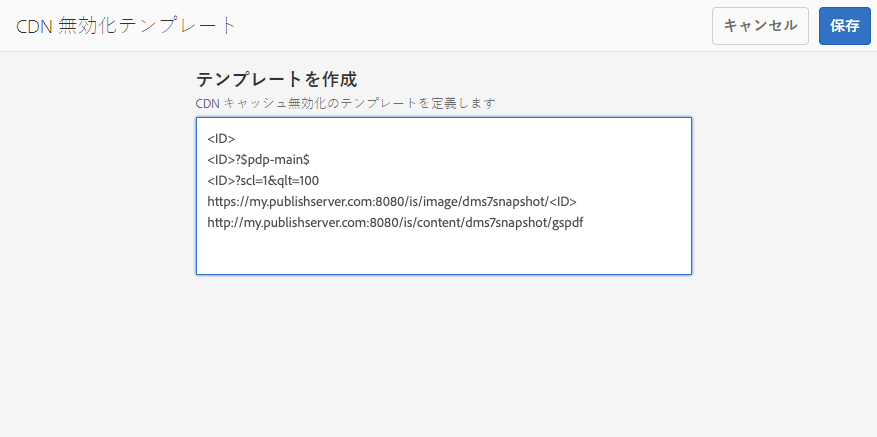 CDN 無効化テンプレート
キャンセル
保存
テンプレートを作成
CDN キャッシュ無効化のテンプレートを定義します
<ID>
<ID>?$pdp-main$
<ID>?scl=1&qlt=100
https://my.publishserver.com:8080/is/image/dms7snapshot/<ID>
http://my.publishserver.com:8080/is/content/dms7snapshot/gspdf